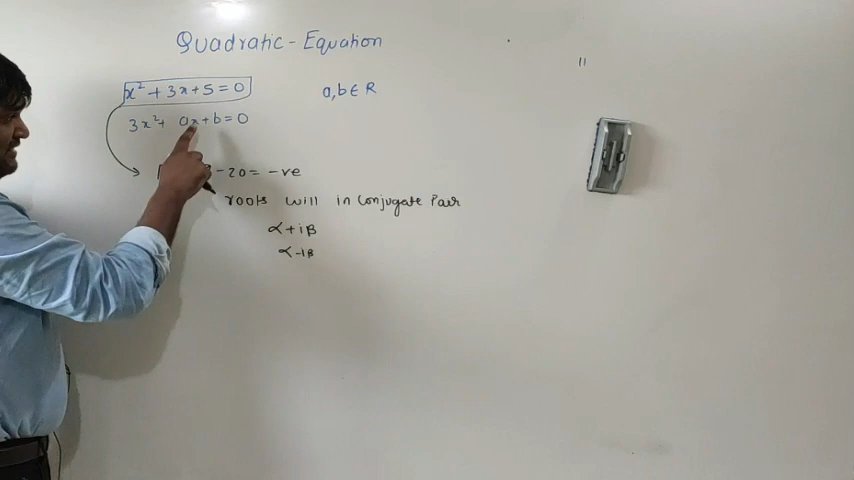 Quadratic-Equation
x² + 3x + 5 = 0
a, b ∈ R
3x² + ax + b = 0
- 20 = -ve
roots will in Conjugate Pair
α + iβ
α - iβ